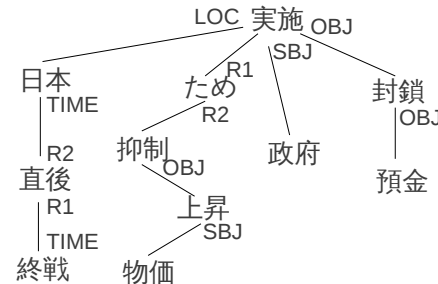 LOC 実施 OBJ
日本 ため R1 SBJ 封鎖
TIME R2 OBJ
R2 抑制 政府
直後 OBJ 預金
R1 上昇
TIME SBJ
終戦 物価